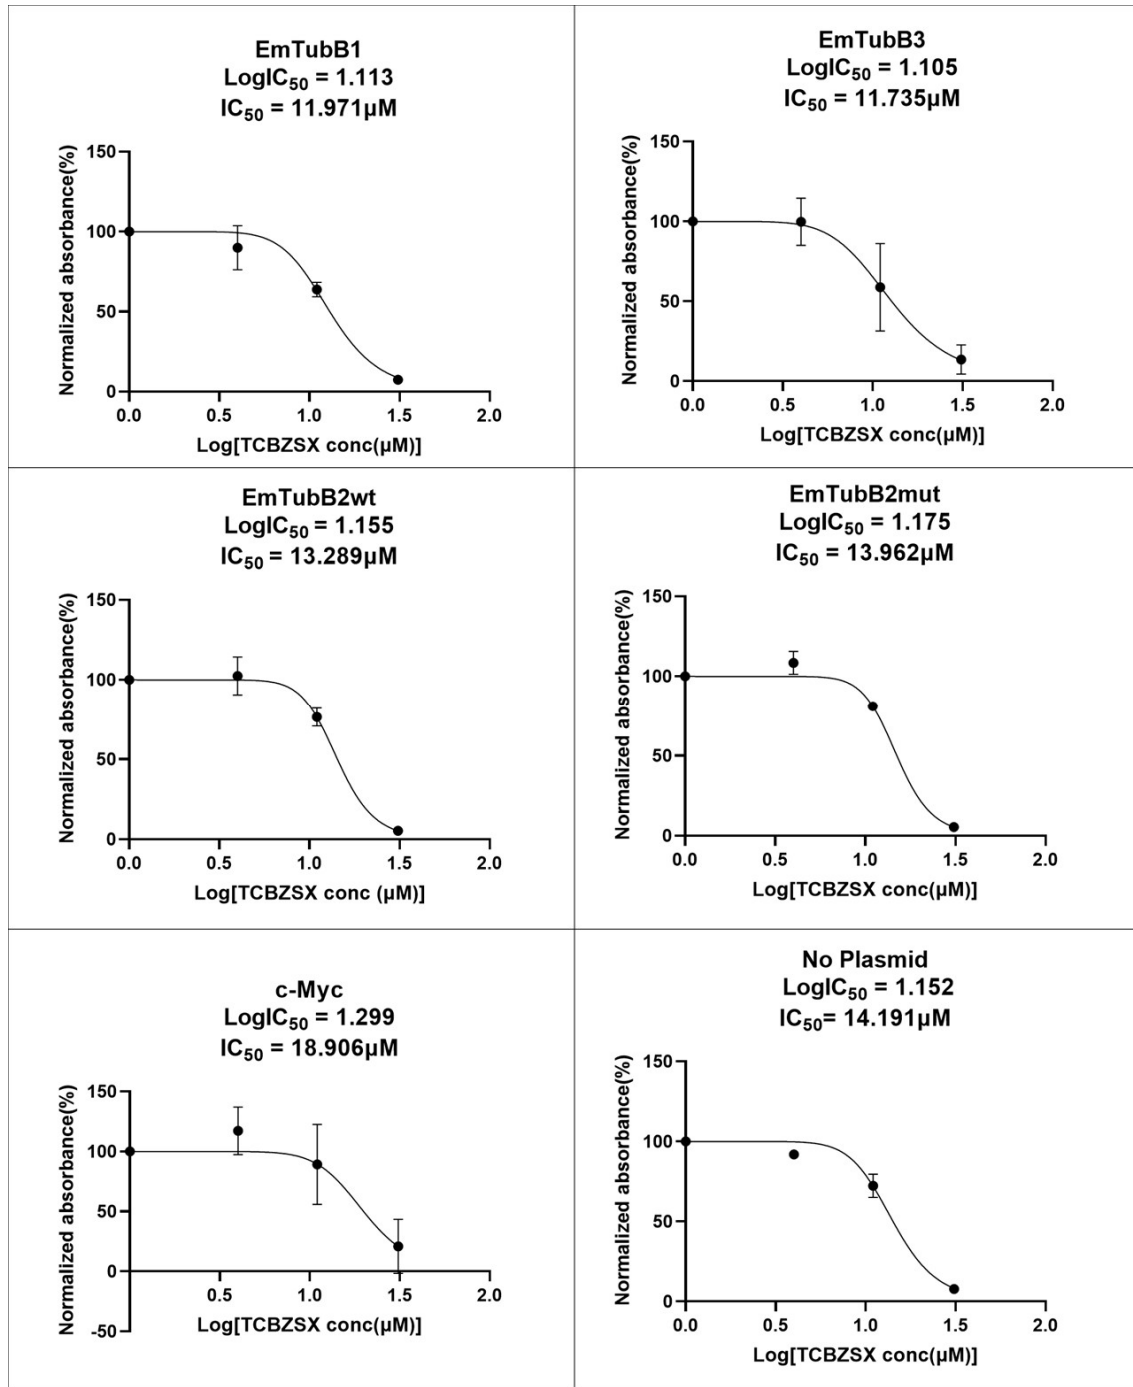 EmTubB1
LogIC50 = 1.113
IC50 = 11.971µM
Normalized absorbance(%)
150
100
50
0
0.0 0.5 1.0 1.5 2.0
Log[TCBZSX conc(µM)]
EmTubB3
LogIC50 = 1.105
IC50 = 11.735µM
Normalized absorbance(%)
150
100
50
0
0.0 0.5 1.0 1.5 2.0
Log[TCBZSX conc(µM)]
EmTubB2wt
LogIC50 = 1.155
IC50 = 13.289µM
Normalized absorbance(%)
150
100
50
0
0.0 0.5 1.0 1.5 2.0
Log[TCBZSX conc (µM)]
EmTubB2mut
LogIC50 = 1.175
IC50 = 13.962µM
Normalized absorbance(%)
150
100
50
0
0.0 0.5 1.0 1.5 2.0
Log[TCBZSX conc(µM)]
c-Myc
LogIC50 = 1.299
IC50 = 18.906µM
Normalized absorbance(%)
150
100
50
0
-50
0.5 1.0 1.5 2.0
Log[TCBZSX conc(µM)]
No Plasmid
LogIC50 = 1.152
IC50= 14.191µM
Normalized absorbance(%)
150
100
50
0
0.0 0.5 1.0 1.5 2.0
Log[TCBZSX conc(µM)]